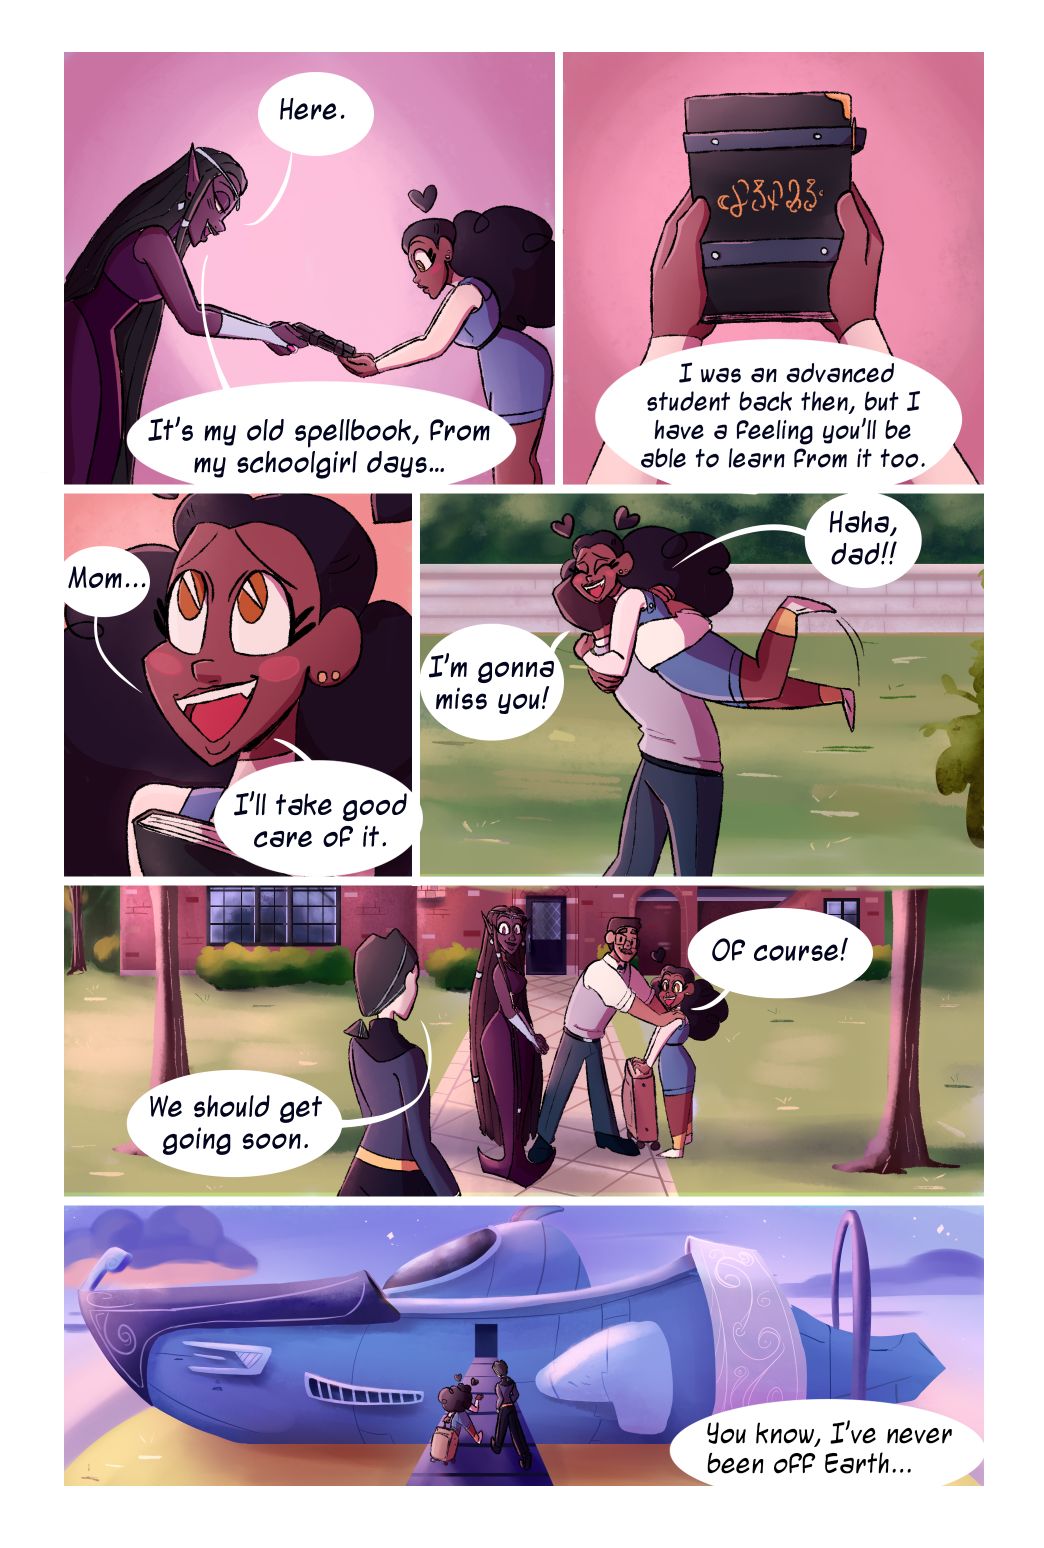 Here.
It's my old spellbook, from
my schoolgirl days...
I was an advanced
student back then, but I
have a feeling you'll be
able to learn from it too.
Mom...
I'll take good
care of it.
Haha,
dad!!
I'm gonna
miss you!
We should get
going soon.
Of course!
You know, I've never
been off Earth...